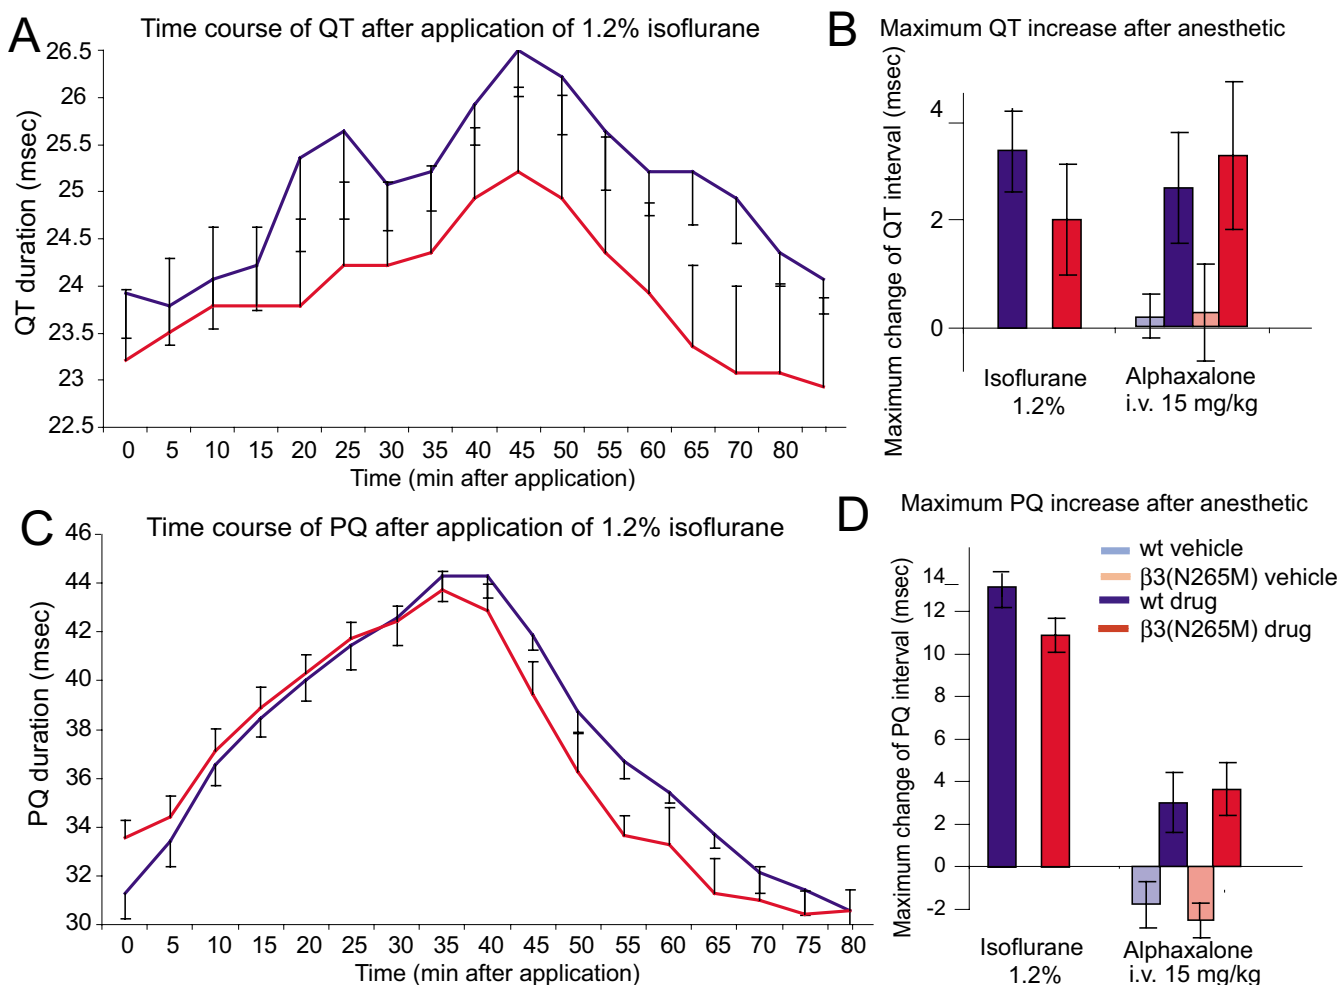 A
Time course of QT after application of 1.2% isoflurane
QT duration (msec)
26.5
26
25.5
25
24.5
24
23.5
23
22.5
0 5 10 15 20 25 30 35 40 45 50 55 60 65 70 80
Time (min after application)
B
Maximum QT increase after anesthetic
Maximum change of QT interval (msec)
4
2
0
Isoflurane
1.2%
Alphaxalone
i.v. 15 mg/kg
C
Time course of PQ after application of 1.2% isoflurane
PQ duration (msec)
46
44
42
40
38
36
34
32
30
0 5 10 15 20 25 30 35 40 45 50 55 60 65 70 75 80
Time (min after application)
D
Maximum PQ increase after anesthetic
Maximum change of PQ interval (msec)
14
12
10
8
6
4
2
0
-2
wt vehicle
β3(N265M) vehicle
wt drug
β3(N265M) drug
Isoflurane
1.2%
Alphaxalone
i.v. 15 mg/kg